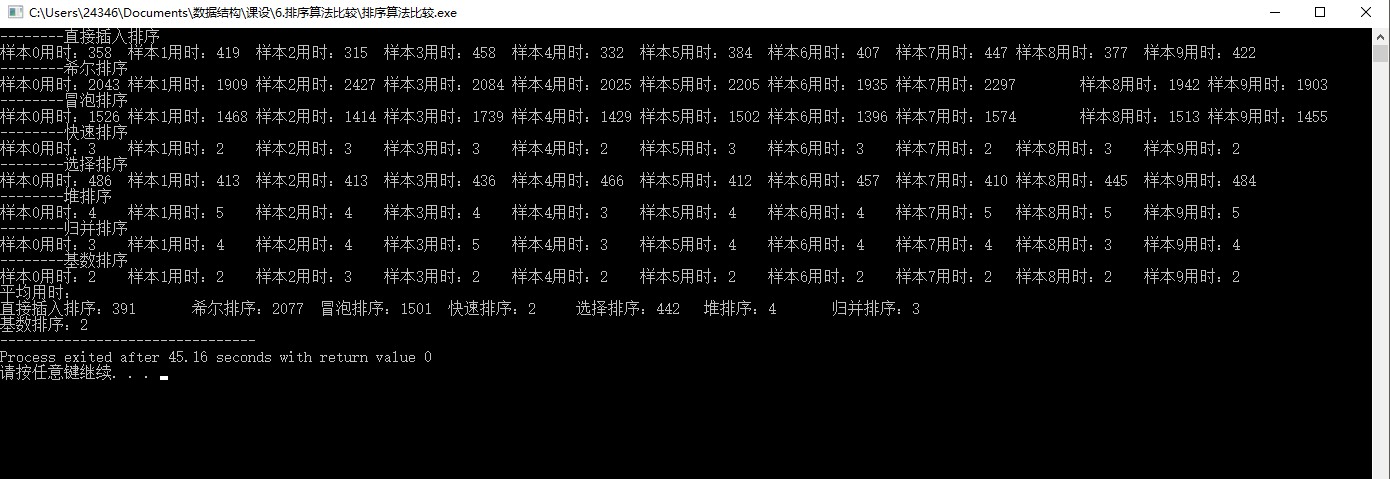 C:\Users\24346\Documents\数据结构\课设\6.排序算法比较\排序算法比较.exe
--------直接插入排序
样本0用时：358 样本1用时：419 样本2用时：315 样本3用时：458 样本4用时：332 样本5用时：384 样本6用时：407 样本7用时：447 样本8用时：377 样本9用时：422
--------希尔排序
样本0用时：2043 样本1用时：1909 样本2用时：2427 样本3用时：2084 样本4用时：2025 样本5用时：2205 样本6用时：1935 样本7用时：2297 样本8用时：1942 样本9用时：1903
--------冒泡排序
样本0用时：1526 样本1用时：1468 样本2用时：1414 样本3用时：1739 样本4用时：1429 样本5用时：1502 样本6用时：1396 样本7用时：1574 样本8用时：1513 样本9用时：1455
--------快速排序
样本0用时：3 样本1用时：2 样本2用时：3 样本3用时：3 样本4用时：2 样本5用时：3 样本6用时：3 样本7用时：2 样本8用时：3 样本9用时：2
--------选择排序
样本0用时：486 样本1用时：413 样本2用时：413 样本3用时：436 样本4用时：466 样本5用时：412 样本6用时：457 样本7用时：410 样本8用时：445 样本9用时：484
--------堆排序
样本0用时：4 样本1用时：5 样本2用时：4 样本3用时：4 样本4用时：3 样本5用时：4 样本6用时：4 样本7用时：5 样本8用时：5 样本9用时：5
--------归并排序
样本0用时：3 样本1用时：4 样本2用时：4 样本3用时：5 样本4用时：3 样本5用时：4 样本6用时：4 样本7用时：4 样本8用时：3 样本9用时：4
--------基数排序
样本0用时：2 样本1用时：2 样本2用时：3 样本3用时：2 样本4用时：2 样本5用时：2 样本6用时：2 样本7用时：2 样本8用时：2 样本9用时：2
平均用时：
直接插入排序：391 希尔排序：2077 冒泡排序：1501 快速排序：2 选择排序：442 堆排序：4 归并排序：3
基数排序：2
--------------------------------
Process exited after 45.16 seconds with return value 0
请按任意键继续. . .